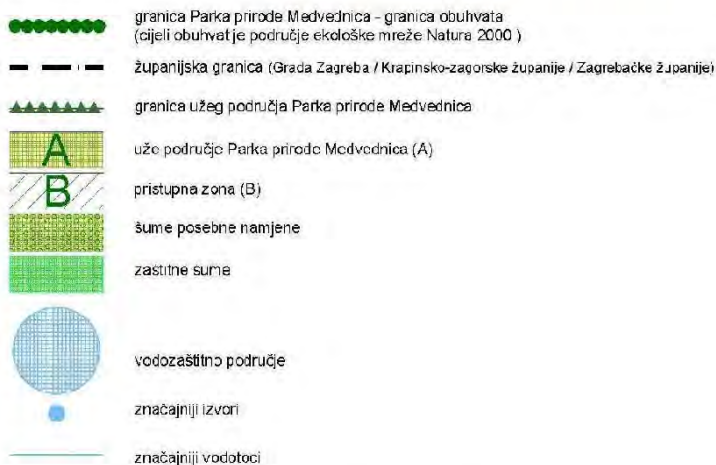 granica Parka prirode Medvednica - granica obuhvata
(cijeli obuhvat je područje ekološke mreže Natura 2000 )
županijska granica (Grada Zagreba / Krapinsko-zagorske županije / Zagrebačke županije)
granica užeg područja Parka prirode Medvednica
A
uže područje Parka prirode Medvednica (A)
B
pristupna zona (B)
šume posebne namjene
zaštitne šume
vodozaštitno područje
značajniji izvori
značajniji vodotoci